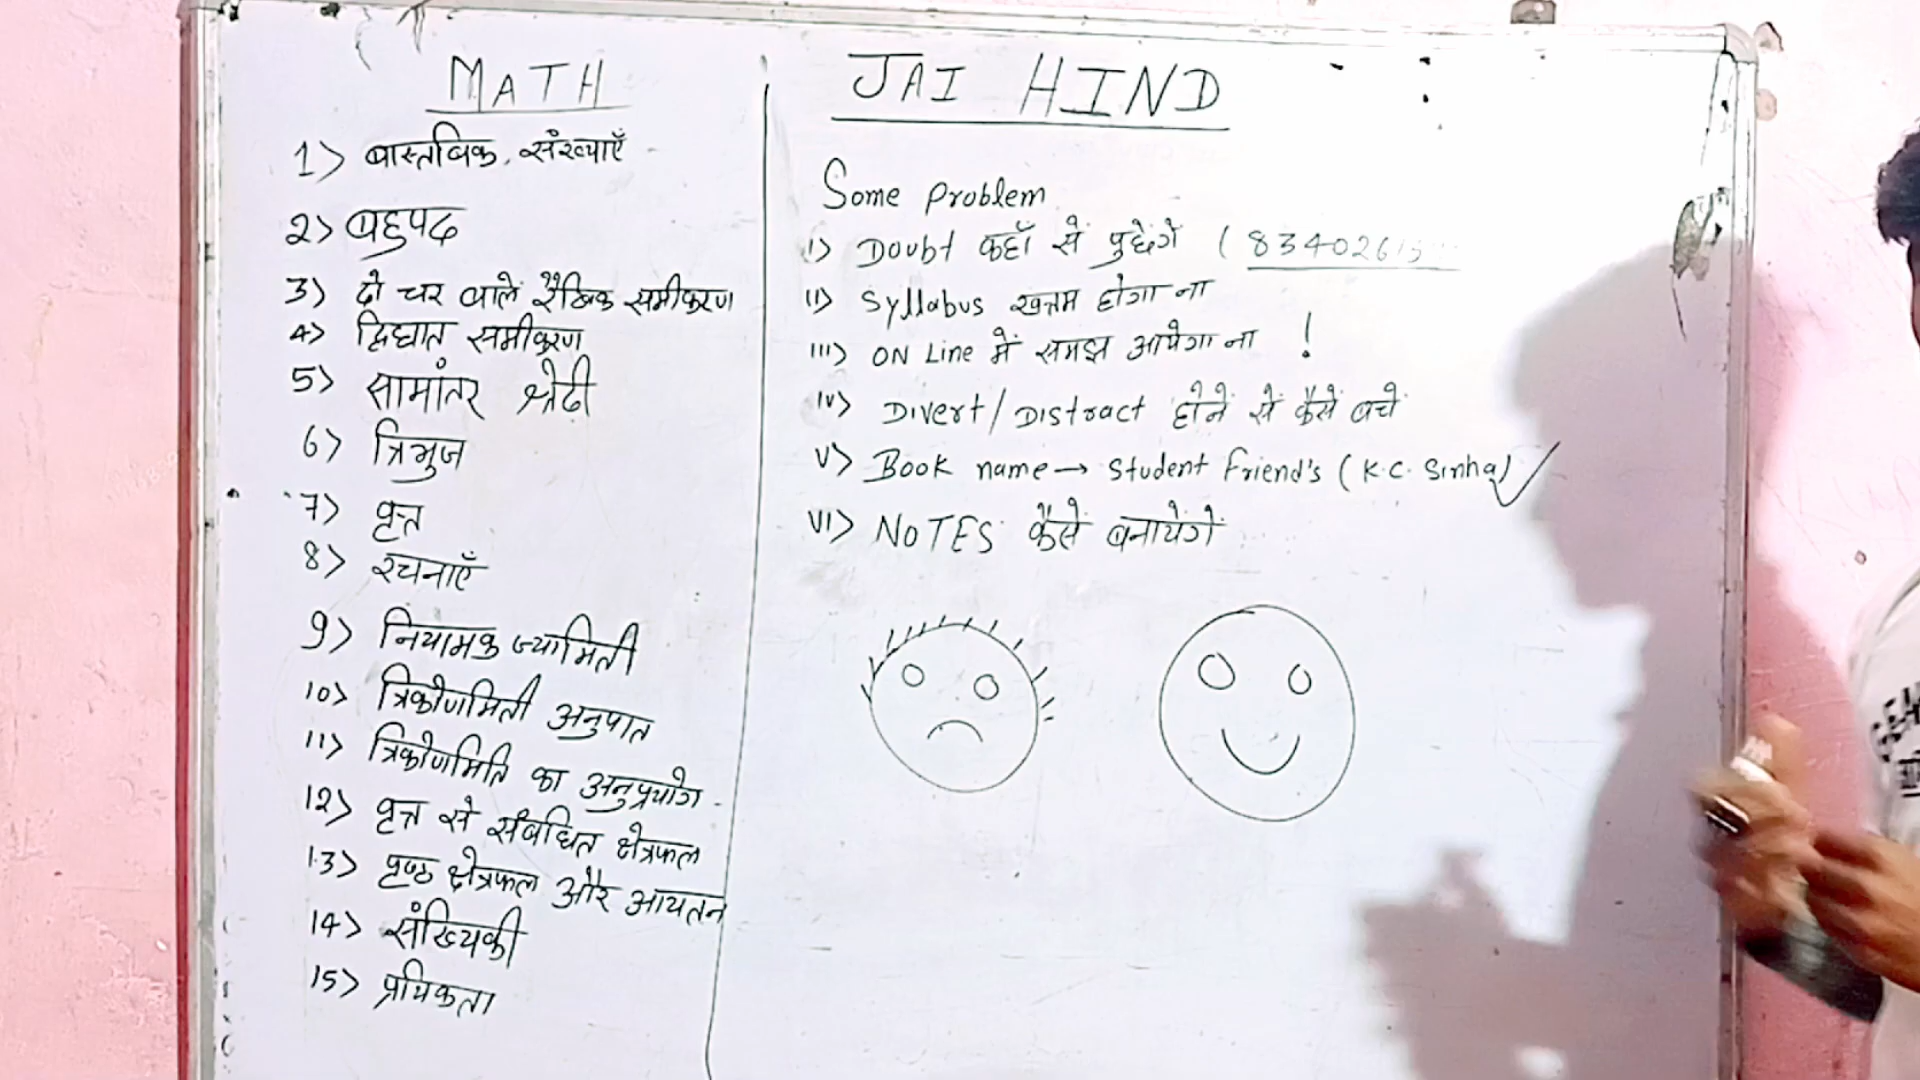 MATH
1) वास्तविक संख्याएँ
2) बहुपद
3) दो चर वाले रैखिक समीकरण
4) द्विघात समीकरण
5) सामांतर श्रेढी
6) त्रिभुज
7) वृत्त
8) रचनाएँ
9) नियामक ज्यामिती
10) त्रिकोणमिती अनुपात
11) त्रिकोणमिति का अनुप्रयोग
12) वृत्त से संबंधित क्षेत्रफल
13) पृष्ठ क्षेत्रफल और आयतन
14) सांख्यिकी
15) प्रायिकता
JAI HIND
Some Problem
i) Doubt कहाँ से पुछेंगे (
ii) Syllabus खत्तम होगा ना
iii) ON Line में समझ आयेगा ना !
iv) Divert/Distract होने से कैसे बचे
v) Book name → Student Friend's (K.C. Sinha) ✓
vi) NOTES कैसे बनायेंगे